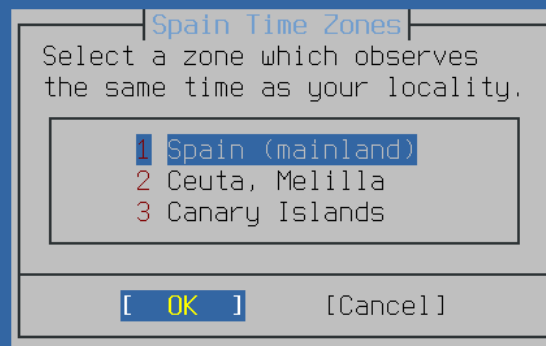 Spain Time Zones
Select a zone which observes
the same time as your locality.
1 Spain (mainland)
2 Ceuta, Melilla
3 Canary Islands
[ OK ] [Cancel]